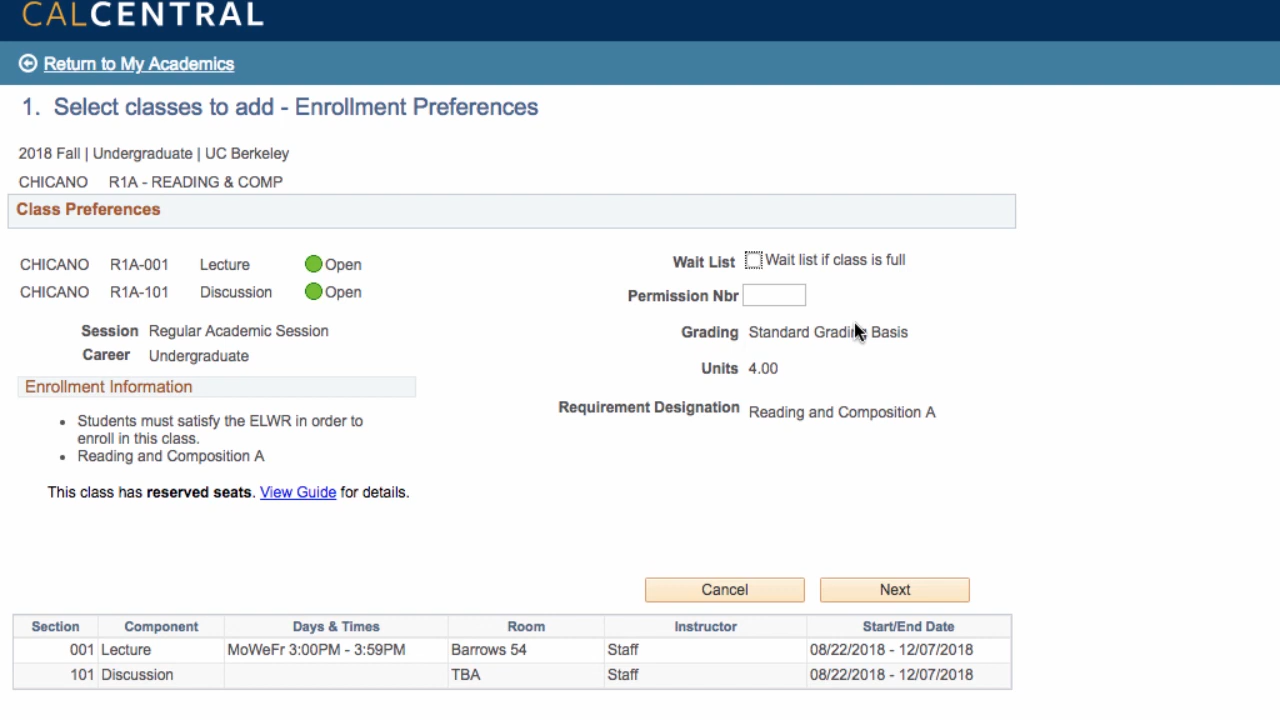 CALCENTRAL
Return to My Academics
1. Select classes to add - Enrollment Preferences
2018 Fall | Undergraduate | UC Berkeley
CHICANO R1A - READING & COMP
Class Preferences
CHICANO R1A-001 Lecture Open
CHICANO R1A-101 Discussion Open
Session Regular Academic Session
Career Undergraduate
Enrollment Information
• Students must satisfy the ELWR in order to
enroll in this class.
• Reading and Composition A
This class has reserved seats. View Guide for details.
Wait List Wait list if class is full
Permission Nbr
Grading Standard Grading Basis
Units 4.00
Requirement Designation Reading and Composition A
Cancel Next
Section Component Days & Times Room Instructor Start/End Date
001 Lecture MoWeFr 3:00PM - 3:59PM Barrows 54 Staff 08/22/2018 - 12/07/2018
101 Discussion TBA Staff 08/22/2018 - 12/07/2018